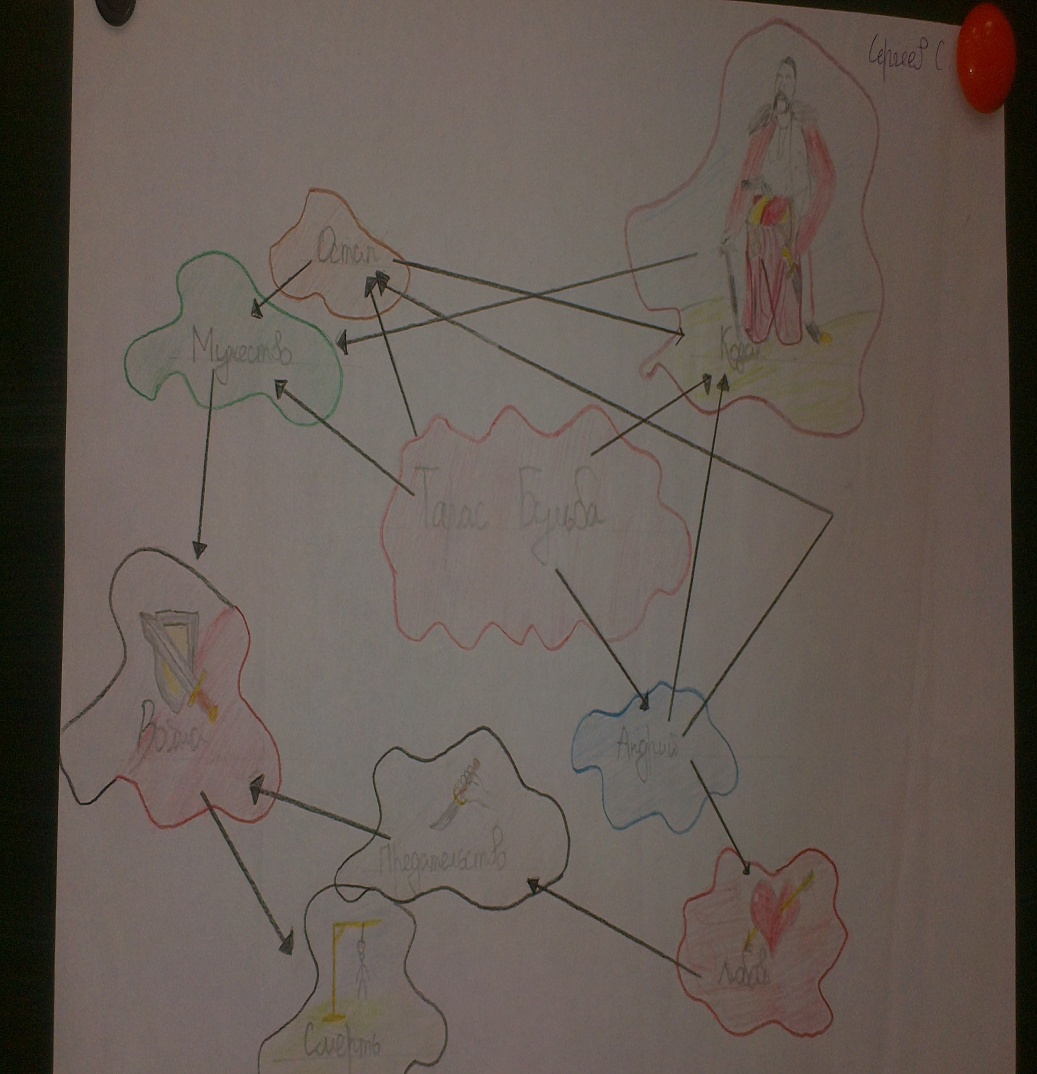 Сергеев С.
Остап
Мужество
Тарас Бульба
Война
Андрий
Предательство
Любовь
Смерть